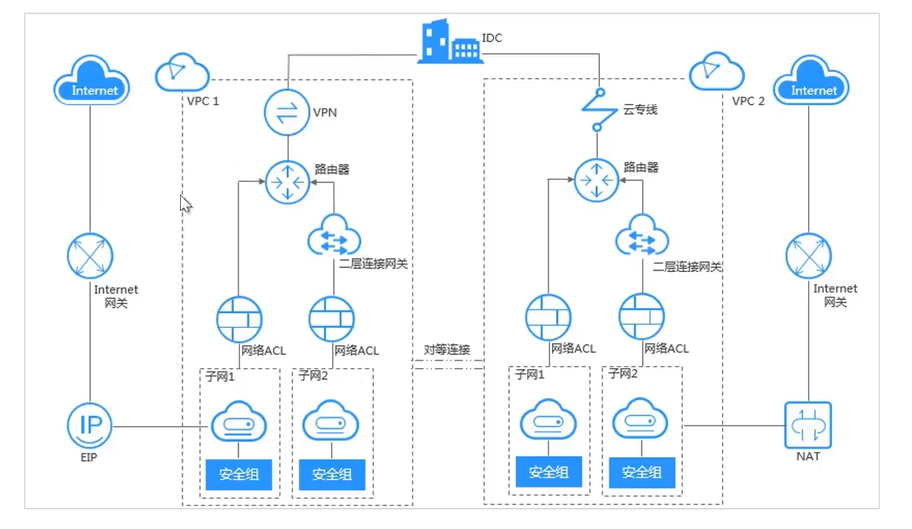 IDC
Internet
VPC 1
VPC 2
Internet
VPN
云专线
路由器
路由器
二层连接网关
二层连接网关
Internet
网关
Internet
网关
网络ACL
网络ACL
对等连接
网络ACL
网络ACL
子网1
子网2
子网1
子网2
IP
EIP
NAT
安全组
安全组
安全组
安全组